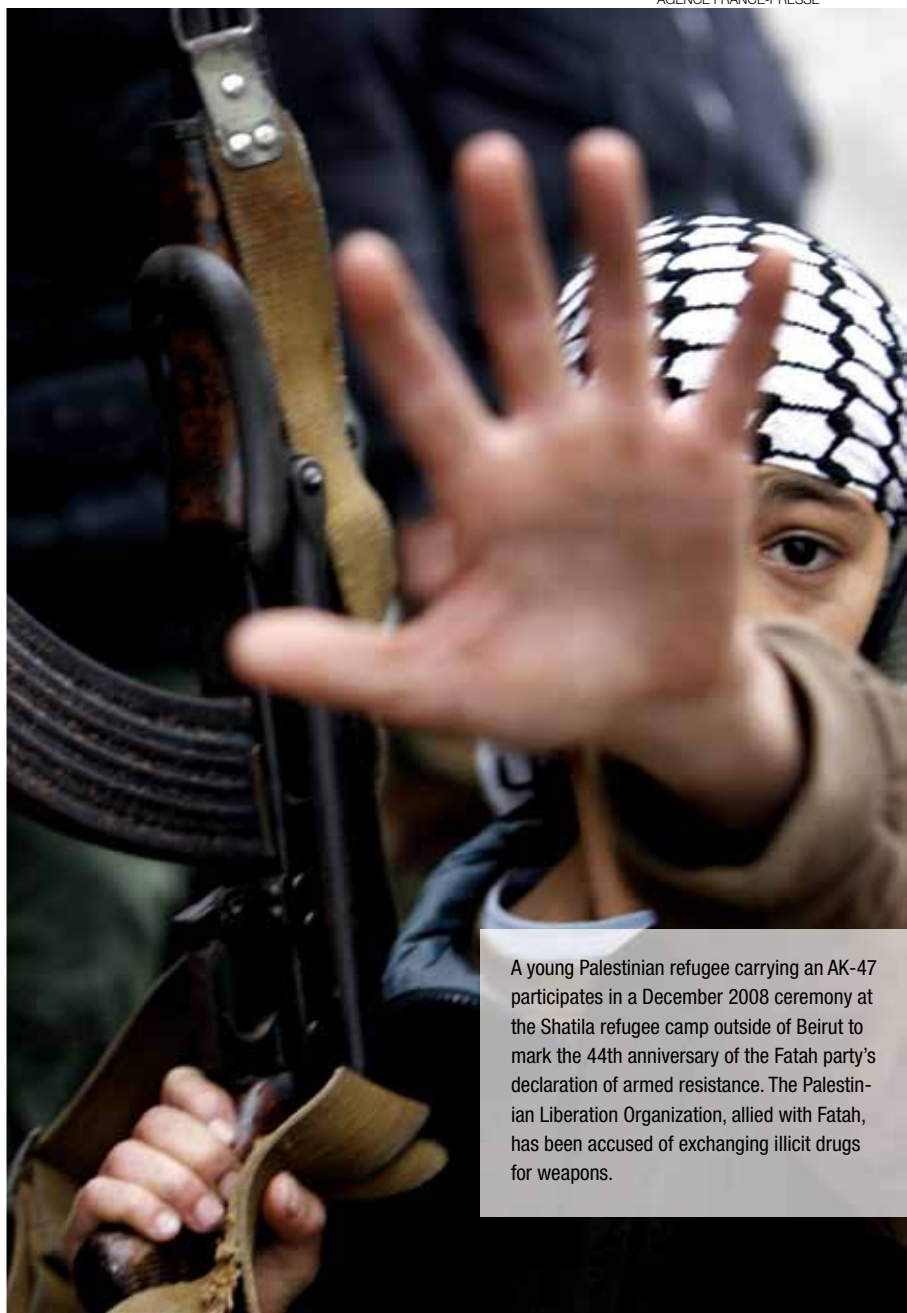 AGENCE FRANCE-PRESSE
A young Palestinian refugee carrying an AK-47
participates in a December 2008 ceremony at
the Shatila refugee camp outside of Beirut to
mark the 44th anniversary of the Fatah party’s
declaration of armed resistance. The Palestin-
ian Liberation Organization, allied with Fatah,
has been accused of exchanging illicit drugs
for weapons.